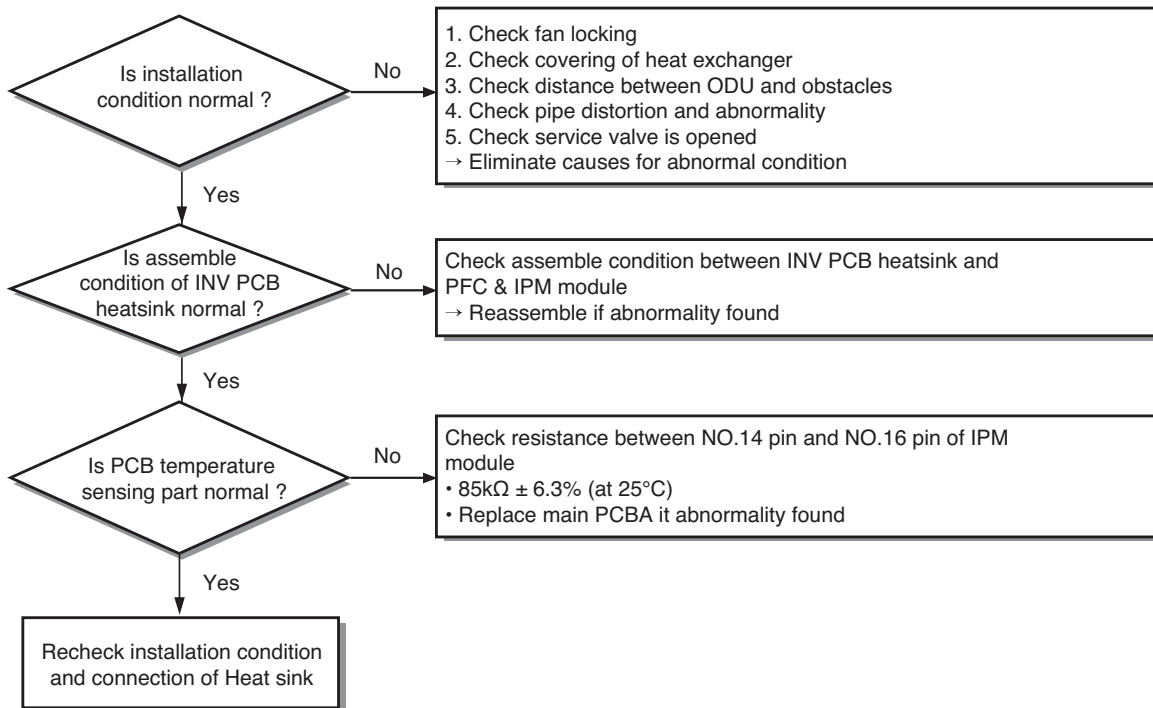 Is installation
condition normal ?
No
1. Check fan locking
2. Check covering of heat exchanger
3. Check distance between ODU and obstacles
4. Check pipe distortion and abnormality
5. Check service valve is opened
→ Eliminate causes for abnormal condition
Yes
Is assemble
condition of INV PCB
heatsink normal ?
No
Check assemble condition between INV PCB heatsink and
PFC & IPM module
→ Reassemble if abnormality found
Yes
Is PCB temperature
sensing part normal ?
No
Check resistance between NO.14 pin and NO.16 pin of IPM
module
• 85kΩ ± 6.3% (at 25°C)
• Replace main PCBA it abnormality found
Yes
Recheck installation condition
and connection of Heat sink